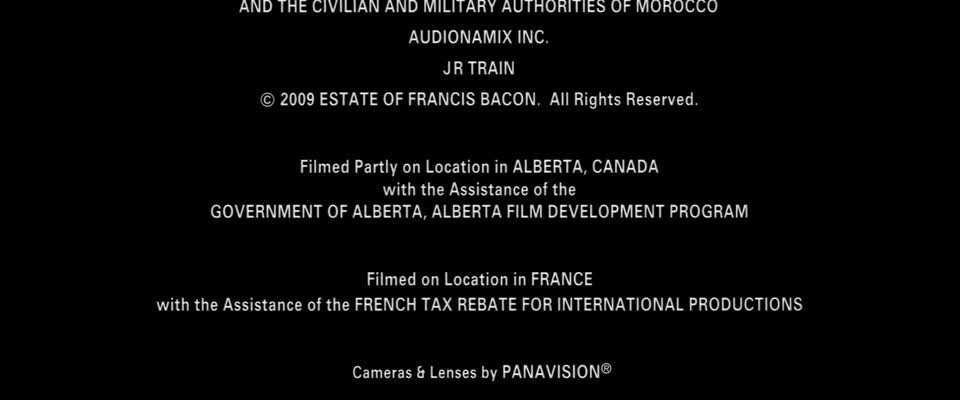 AND THE CIVILIAN AND MILITARY AUTHORITIES OF MOROCCO
AUDIONAMIX INC.
JR TRAIN
© 2009 ESTATE OF FRANCIS BACON. All Rights Reserved.
Filmed Partly on Location in ALBERTA, CANADA
with the Assistance of the
GOVERNMENT OF ALBERTA, ALBERTA FILM DEVELOPMENT PROGRAM
Filmed on Location in FRANCE
with the Assistance of the FRENCH TAX REBATE FOR INTERNATIONAL PRODUCTIONS
Cameras & Lenses by PANAVISION®